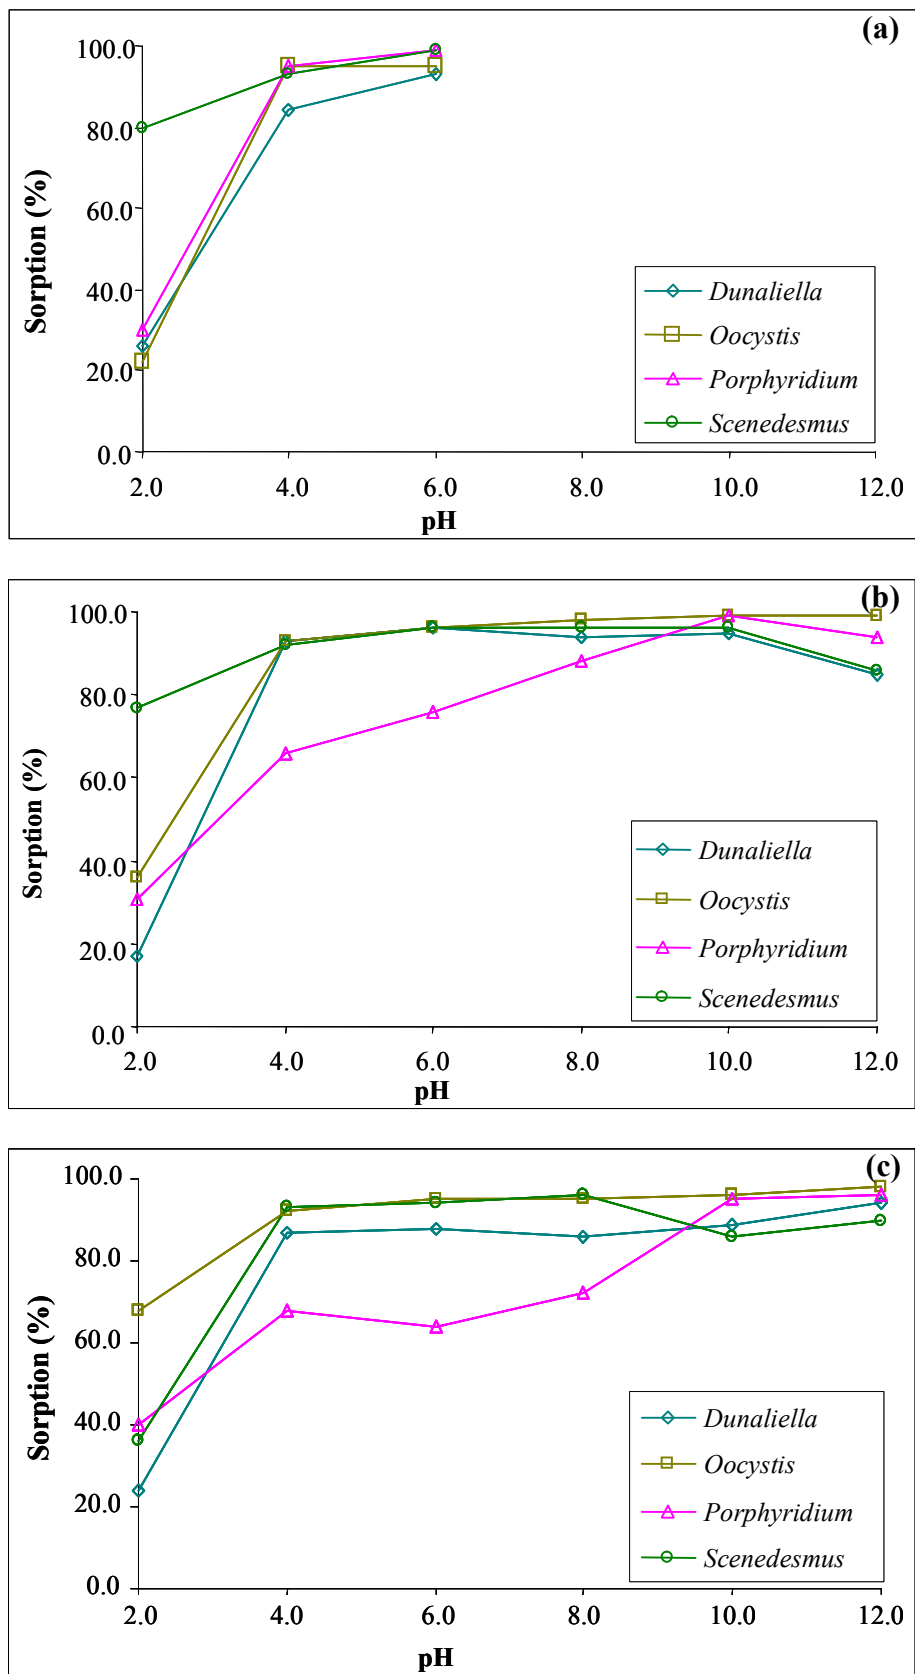 (a)
100.0
80.0
60.0
40.0
20.0
0.0
Sorption (%)
Dunaliella
Oocystis
Porphyridium
Scenedesmus
2.0 4.0 6.0 8.0 10.0 12.0
pH
(b)
100.0
80.0
60.0
40.0
20.0
0.0
Sorption (%)
Dunaliella
Oocystis
Porphyridium
Scenedesmus
2.0 4.0 6.0 8.0 10.0 12.0
pH
(c)
100.0
80.0
60.0
40.0
20.0
0.0
Sorption (%)
Dunaliella
Oocystis
Porphyridium
Scenedesmus
2.0 4.0 6.0 8.0 10.0 12.0
pH